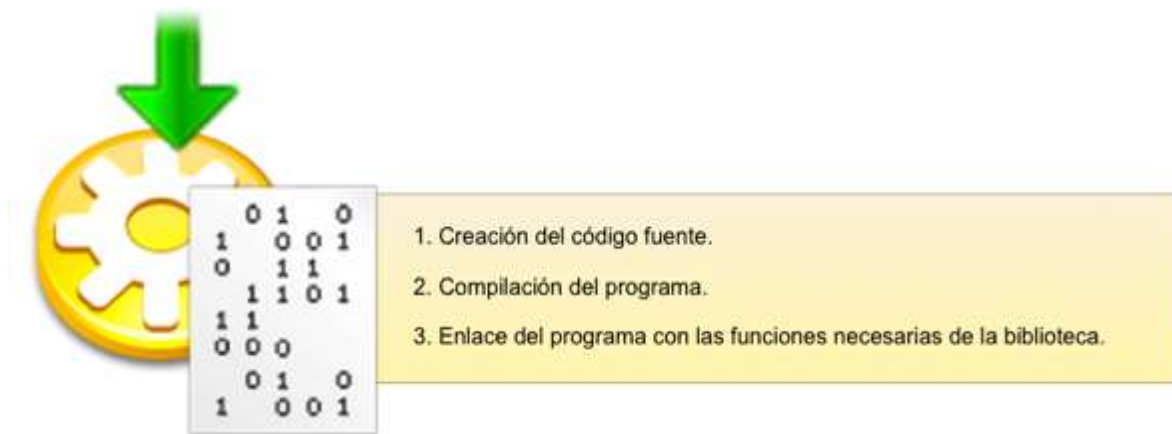 0 1 0
1 0 0 1
0 1 1
1 1 0 1
1 1
0 0 0
0 1 0
1 0 0 1
1. Creación del código fuente.
2. Compilación del programa.
3. Enlace del programa con las funciones necesarias de la biblioteca.